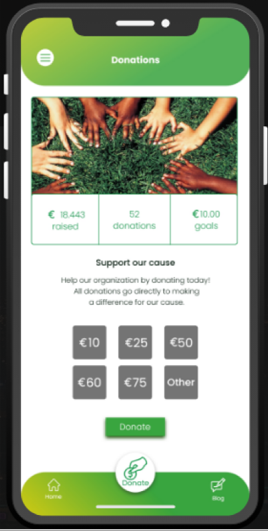 Donations
€ 18.443
raised
52
donations
€10.00
goals
Support our cause
Help our organization by donating today!
All donations go directly to making
a difference for our cause.
€10
€25
€50
€60
€75
Other
Donate
Home
Donate
Blog